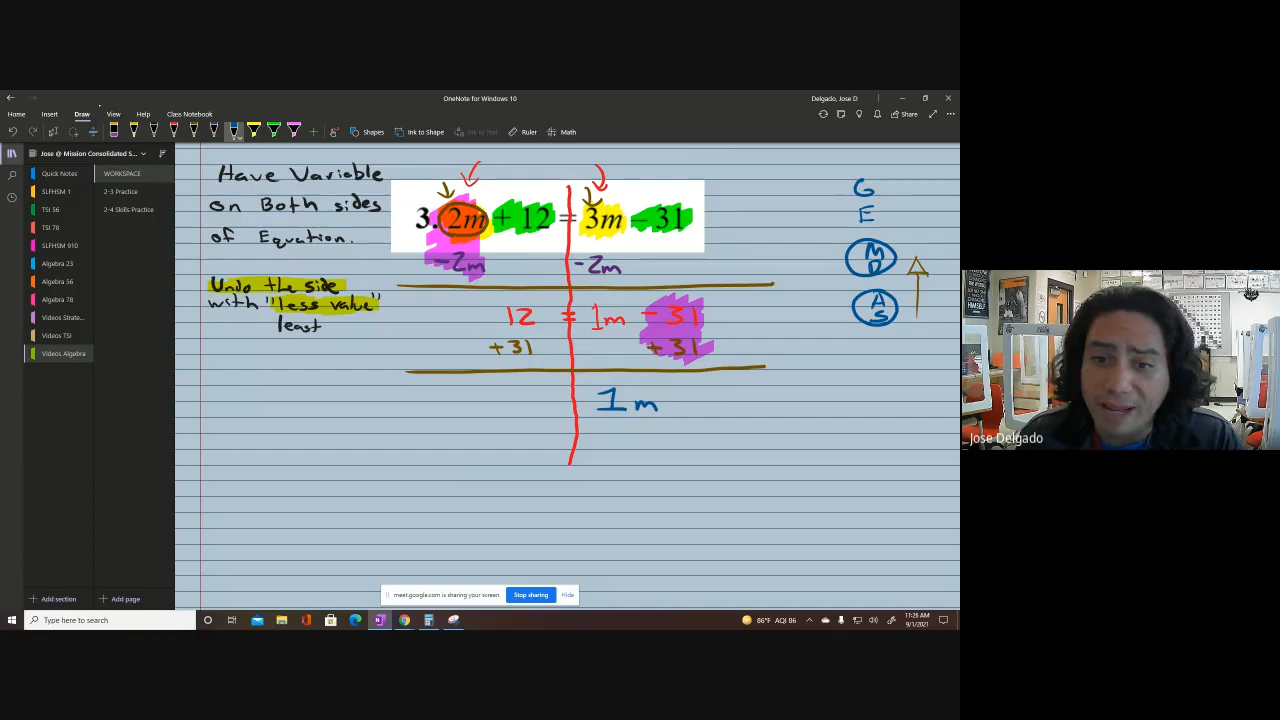 OneNote for Windows 10
Delgado, Jose D
Home Insert Draw View Help Class Notebook
Share
Shapes Ink to Shape Ink to Text Ruler Math
Jose @ Mission Consolidated S...
Quick Notes
SLFHSM 1
TSI 56
TSI 78
SLFHSM 910
Algebra 23
Algebra 56
Algebra 78
Videos Strate...
Videos TSI
Videos Algebra
WORKSPACE
2-3 Practice
2-4 Skills Practice
Add section
Add page
Have Variable
on Both sides
of Equation.
Undo the side
with "less value"
least
3. 2m + 12 = 3m − 31
-2m -2m
12 = 1m - 31
+31 +31
1m
G
E
M
D
A
S
Jose Delgado
meet.google.com is sharing your screen. Stop sharing Hide
Type here to search
86°F AQI 86
11:26 AM
9/1/2021